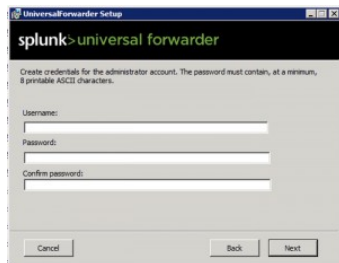 UniversalForwarder Setup
splunk>universal forwarder
Create credentials for the administrator account. The password must contain, at a minimum,
8 printable ASCII characters.
Username:
Password:
Confirm password:
Cancel
Back
Next